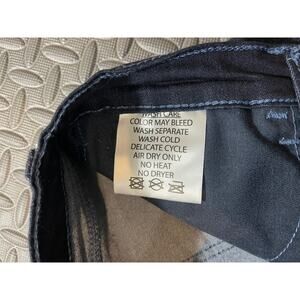 WASH CARE
COLOR MAY BLEED
WASH SEPARATE
WASH COLD
DELICATE CYCLE
AIR DRY ONLY
NO HEAT
NO DRYER